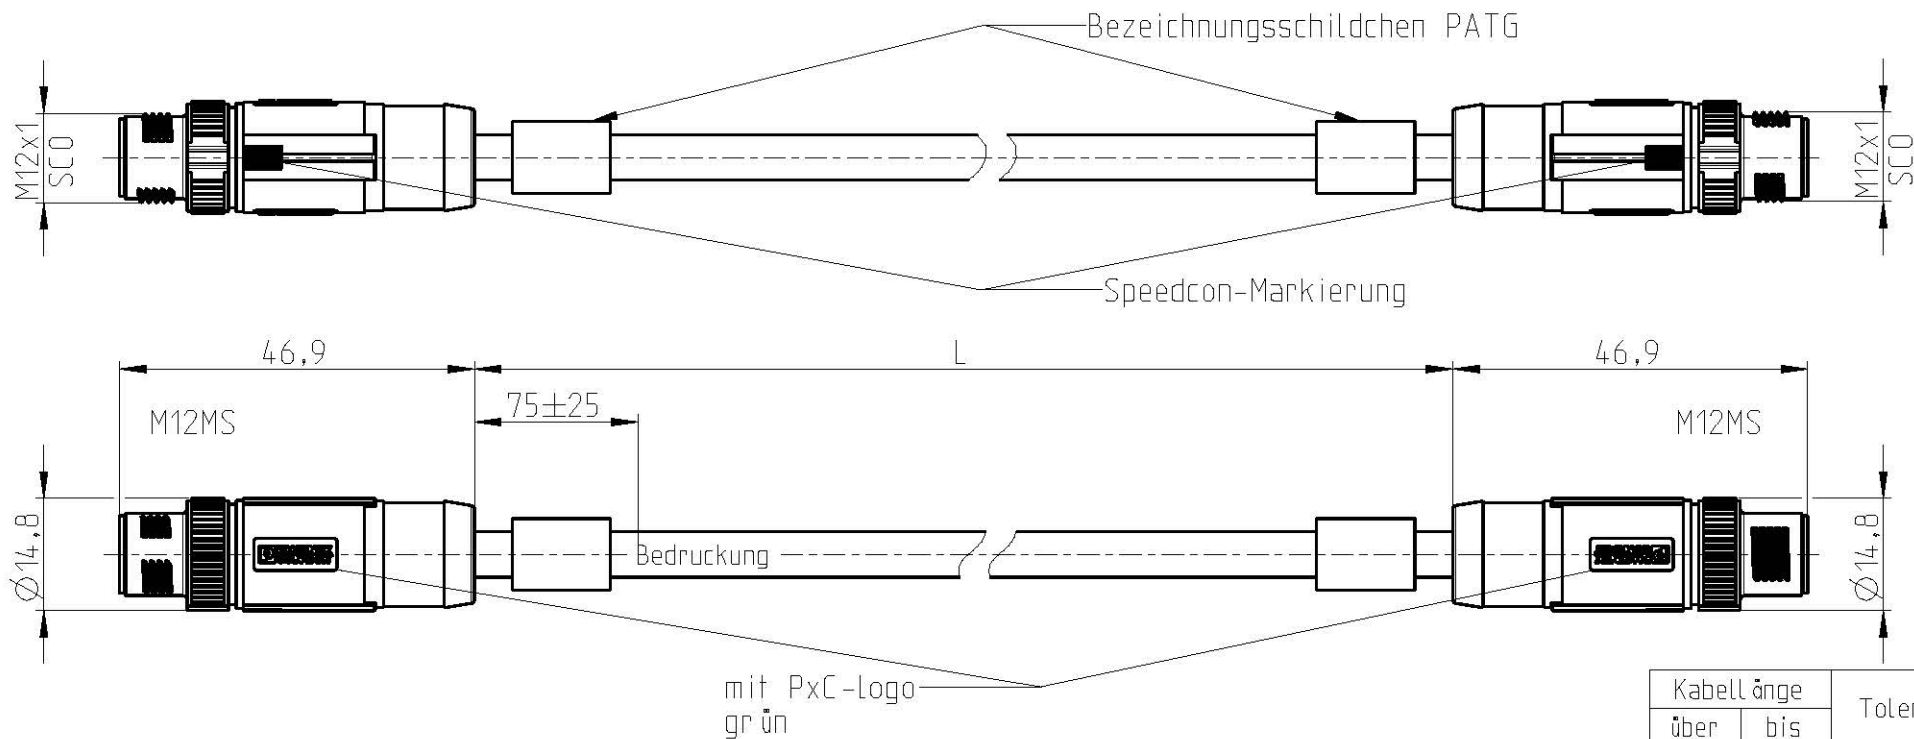 Bezeichnungsschildchen PATG
M12x1
SCO
M12x1
SCO
Speedcon-Markierung
46,9
L
46,9
75±25
M12MS
M12MS
Ø14,8
Bedruckung
Ø14,8
mit PxC-Logo
grün
Kabellänge
Toler
über
bis